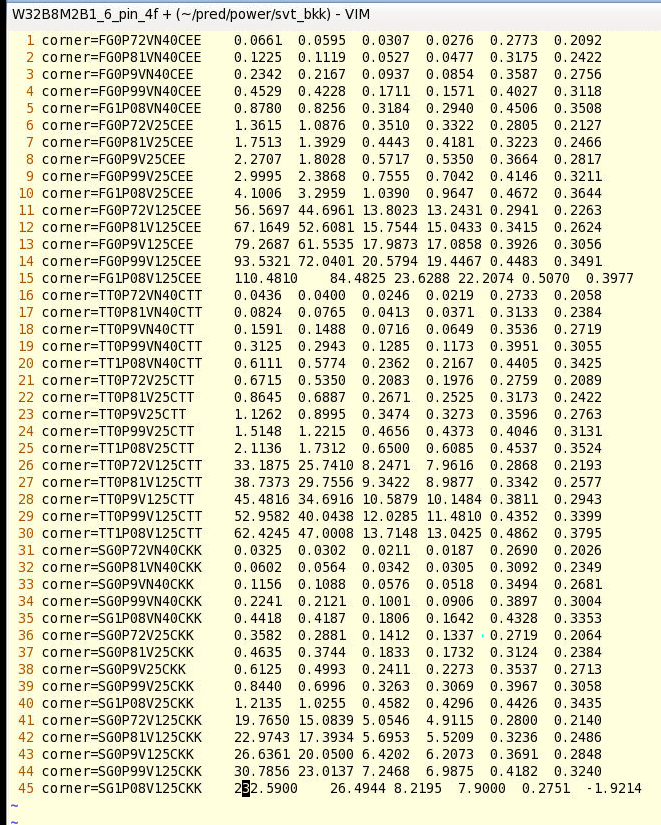 W32B8M2B1_6_pin_4f + (~/pred/power/svt_bkk) - VIM
1 corner=FG0P72VN40CEE 0.0661 0.0595 0.0307 0.0276 0.2773 0.2092
2 corner=FG0P81VN40CEE 0.1225 0.1119 0.0527 0.0477 0.3175 0.2422
3 corner=FG0P9VN40CEE 0.2342 0.2167 0.0937 0.0854 0.3587 0.2756
4 corner=FG0P99VN40CEE 0.4529 0.4228 0.1711 0.1571 0.4027 0.3118
5 corner=FG1P08VN40CEE 0.8780 0.8256 0.3184 0.2940 0.4506 0.3508
6 corner=FG0P72V25CEE 1.3615 1.0876 0.3510 0.3322 0.2805 0.2127
7 corner=FG0P81V25CEE 1.7513 1.3929 0.4443 0.4181 0.3223 0.2466
8 corner=FG0P9V25CEE 2.2707 1.8028 0.5717 0.5350 0.3664 0.2817
9 corner=FG0P99V25CEE 2.9995 2.3868 0.7555 0.7042 0.4146 0.3211
10 corner=FG1P08V25CEE 4.1006 3.2959 1.0390 0.9647 0.4672 0.3644
11 corner=FG0P72V125CEE 56.5697 44.6961 13.8023 13.2431 0.2941 0.2263
12 corner=FG0P81V125CEE 67.1649 52.6081 15.7544 15.0433 0.3415 0.2624
13 corner=FG0P9V125CEE 79.2687 61.5535 17.9873 17.0858 0.3926 0.3056
14 corner=FG0P99V125CEE 93.5321 72.0401 20.5794 19.4467 0.4483 0.3491
15 corner=FG1P08V125CEE 110.4810 84.4825 23.6288 22.2074 0.5070 0.3977
16 corner=TT0P72VN40CTT 0.0436 0.0400 0.0246 0.0219 0.2733 0.2058
17 corner=TT0P81VN40CTT 0.0824 0.0765 0.0413 0.0371 0.3133 0.2384
18 corner=TT0P9VN40CTT 0.1591 0.1488 0.0716 0.0649 0.3536 0.2719
19 corner=TT0P99VN40CTT 0.3125 0.2943 0.1285 0.1173 0.3951 0.3055
20 corner=TT1P08VN40CTT 0.6111 0.5774 0.2362 0.2167 0.4405 0.3425
21 corner=TT0P72V25CTT 0.6715 0.5350 0.2083 0.1976 0.2759 0.2089
22 corner=TT0P81V25CTT 0.8645 0.6887 0.2671 0.2525 0.3173 0.2422
23 corner=TT0P9V25CTT 1.1262 0.8995 0.3474 0.3273 0.3596 0.2763
24 corner=TT0P99V25CTT 1.5148 1.2215 0.4656 0.4373 0.4046 0.3131
25 corner=TT1P08V25CTT 2.1136 1.7312 0.6500 0.6085 0.4537 0.3524
26 corner=TT0P72V125CTT 33.1875 25.7410 8.2471 7.9616 0.2868 0.2193
27 corner=TT0P81V125CTT 38.7373 29.7556 9.3422 8.9877 0.3342 0.2577
28 corner=TT0P9V125CTT 45.4816 34.6916 10.5879 10.1484 0.3811 0.2943
29 corner=TT0P99V125CTT 52.9582 40.0438 12.0285 11.4810 0.4352 0.3399
30 corner=TT1P08V125CTT 62.4245 47.0008 13.7148 13.0425 0.4862 0.3795
31 corner=SG0P72VN40CKK 0.0325 0.0302 0.0211 0.0187 0.2690 0.2026
32 corner=SG0P81VN40CKK 0.0602 0.0564 0.0342 0.0305 0.3092 0.2349
33 corner=SG0P9VN40CKK 0.1156 0.1088 0.0576 0.0518 0.3494 0.2681
34 corner=SG0P99VN40CKK 0.2241 0.2121 0.1001 0.0906 0.3897 0.3004
35 corner=SG1P08VN40CKK 0.4418 0.4187 0.1806 0.1642 0.4328 0.3353
36 corner=SG0P72V25CKK 0.3582 0.2881 0.1412 0.1337 0.2719 0.2064
37 corner=SG0P81V25CKK 0.4635 0.3744 0.1833 0.1732 0.3124 0.2384
38 corner=SG0P9V25CKK 0.6125 0.4993 0.2411 0.2273 0.3537 0.2713
39 corner=SG0P99V25CKK 0.8440 0.6996 0.3263 0.3069 0.3967 0.3058
40 corner=SG1P08V25CKK 1.2135 1.0255 0.4582 0.4296 0.4426 0.3435
41 corner=SG0P72V125CKK 19.7650 15.0839 5.0546 4.9115 0.2800 0.2140
42 corner=SG0P81V125CKK 22.9743 17.3934 5.6953 5.5209 0.3236 0.2486
43 corner=SG0P9V125CKK 26.6361 20.0500 6.4202 6.2073 0.3691 0.2848
44 corner=SG0P99V125CKK 30.7856 23.0137 7.2468 6.9875 0.4182 0.3240
45 corner=SG1P08V125CKK 232.5900 26.4944 8.2195 7.9000 0.2751 -1.9214
~
~